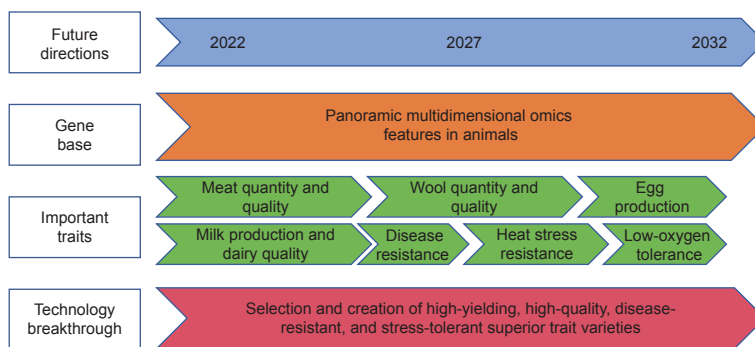 Future
directions
2022 2027 2032
Gene
base
Panoramic multidimensional omics
features in animals
Important
traits
Meat quantity and
quality
Wool quantity and
quality
Egg
production
Milk production and
dairy quality
Disease
resistance
Heat stress
resistance
Low-oxygen
tolerance
Technology
breakthrough
Selection and creation of high-yielding, high-quality, disease-
resistant, and stress-tolerant superior trait varieties